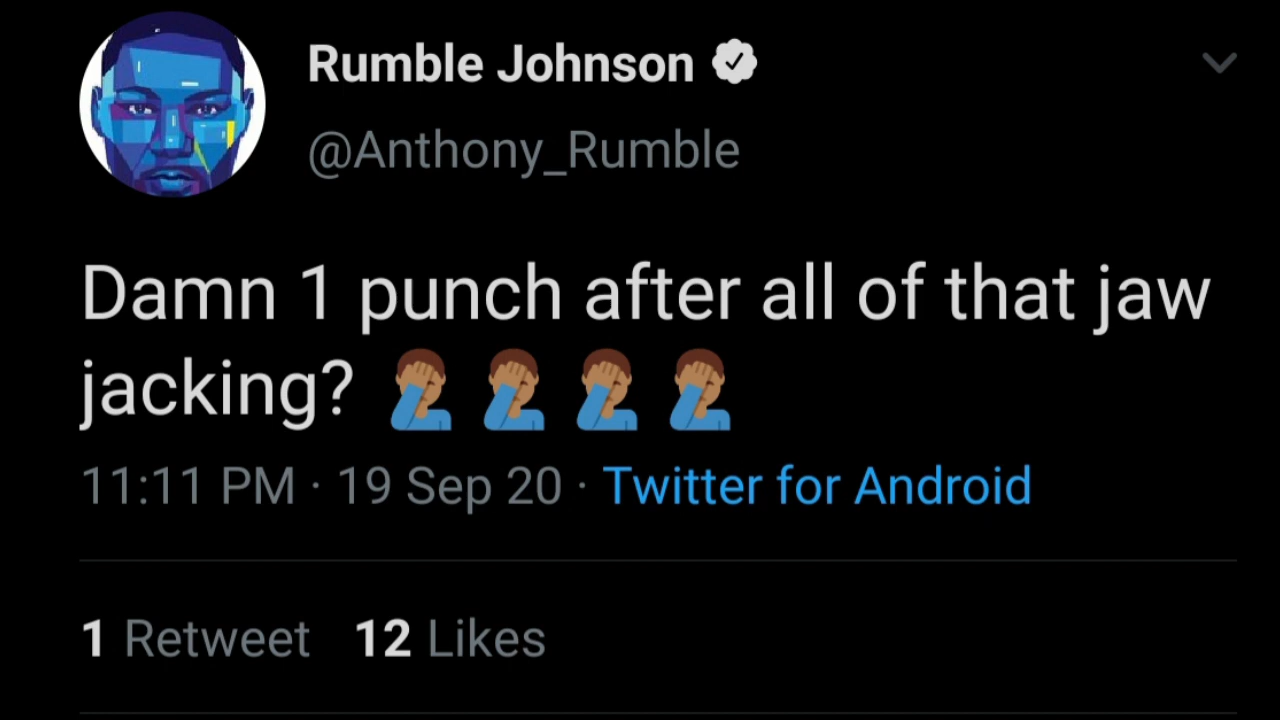 Rumble Johnson
@Anthony_Rumble
Damn 1 punch after all of that jaw
jacking? 🤦🏾‍♂️🤦🏾‍♂️🤦🏾‍♂️🤦🏾‍♂️
11:11 PM · 19 Sep 20 · Twitter for Android
1 Retweet 12 Likes